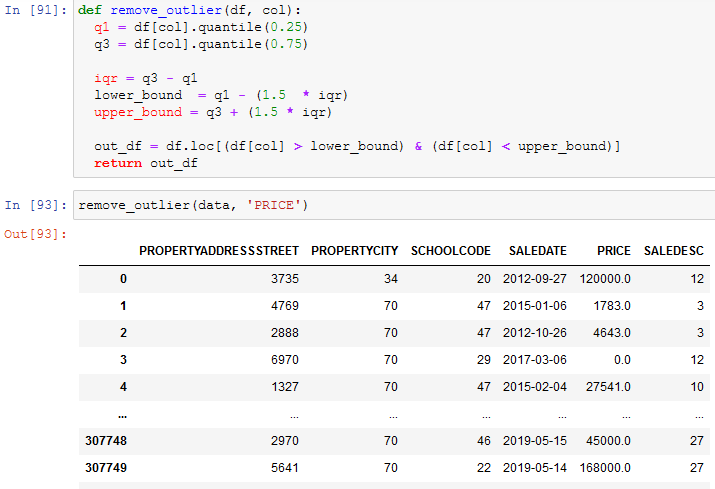 In [91]: def remove_outlier(df, col):
q1 = df[col].quantile(0.25)
q3 = df[col].quantile(0.75)
iqr = q3 - q1
lower_bound  = q1 - (1.5  * iqr)
upper_bound = q3 + (1.5 * iqr)
out_df = df.loc[(df[col] > lower_bound) & (df[col] < upper_bound)]
return out_df
In [93]: remove_outlier(data, 'PRICE')
Out[93]:
PROPERTYADDRESSSTREET PROPERTYCITY SCHOOLCODE SALEDATE PRICE SALEDESC
0 3735 34 20 2012-09-27 120000.0 12
1 4769 70 47 2015-01-06 1783.0 3
2 2888 70 47 2012-10-26 4643.0 3
3 6970 70 29 2017-03-06 0.0 12
4 1327 70 47 2015-02-04 27541.0 10
... ... ... ... ... ... ...
307748 2970 70 46 2019-05-15 45000.0 27
307749 5641 70 22 2019-05-14 168000.0 27